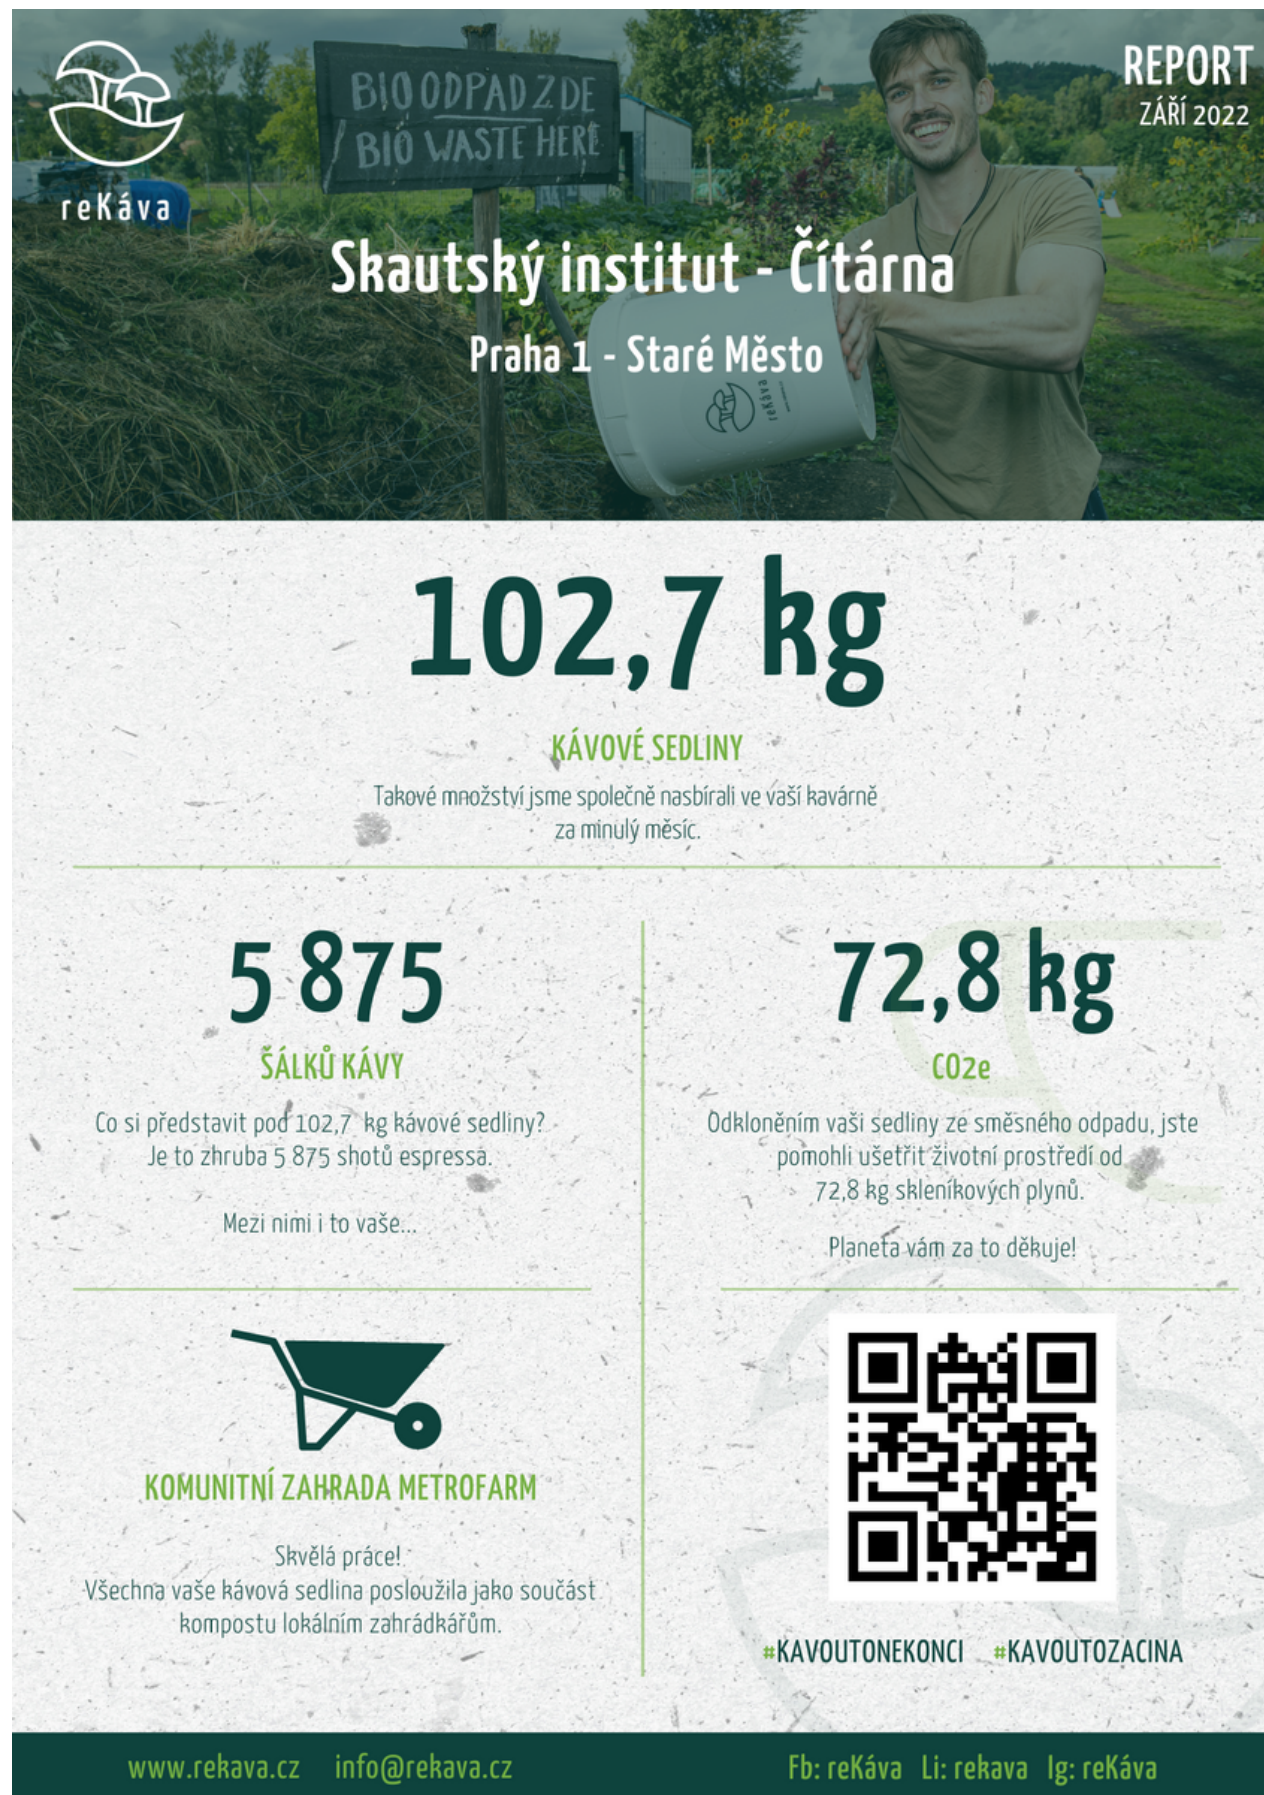 reKáva
REPORT
ZÁŘÍ 2022
BIO ODPAD ZDE
BIO WASTE HERE
Skautský institut - Čítárna
Praha 1 - Staré Město
reKáva
102,7 kg
KÁVOVÉ SEDLINY
Takové množství jsme společně nasbírali ve vaší kavárně
za minulý měsíc.
5 875
ŠÁLKŮ KÁVY
Co si představit pod 102,7 kg kávové sedliny?
Je to zhruba 5 875 shotů espressa.
Mezi nimi i to vaše...
72,8 kg
CO2e
Odkloněním vaši sedliny ze směsného odpadu, jste
pomohli ušetřit životní prostředí od
72,8 kg skleníkových plynů.
Planeta vám za to děkuje!
KOMUNITNÍ ZAHRADA METROFARM
Skvělá práce!
Všechna vaše kávová sedlina posloužila jako součást
kompostu lokálním zahrádkářům.
#KAVOUTONEKONCI #KAVOUTOZACINA
www.rekava.cz info@rekava.cz
Fb: reKáva Li: rekava Ig: reKáva